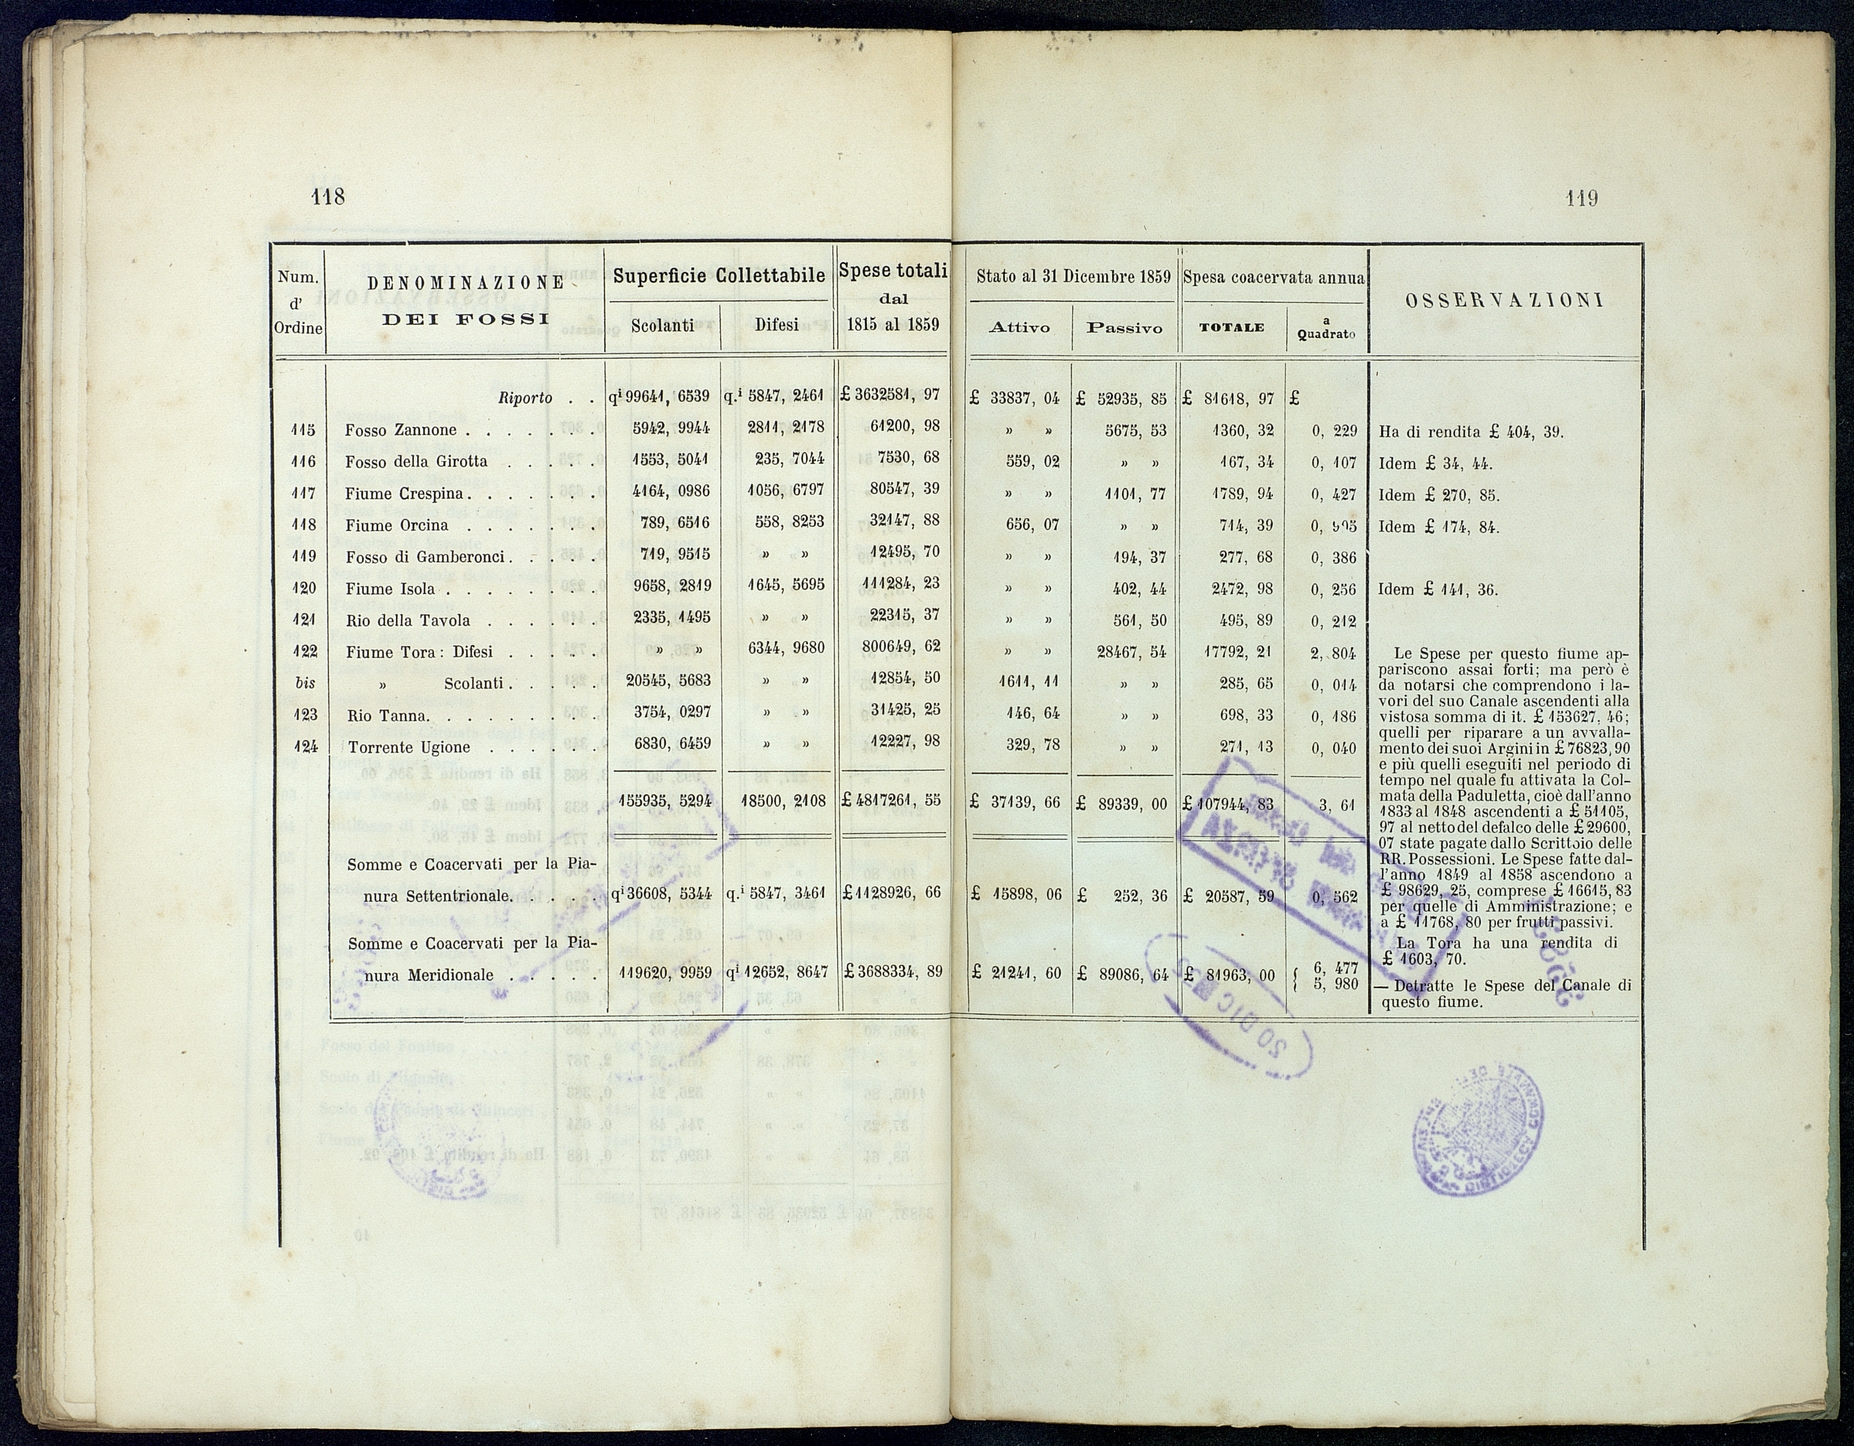 118
119
Num. d' Ordine | DENOMINAZIONE DEI FOSSI | Superficie Collettabile | Spese totali dal 1815 al 1859 | Stato al 31 Dicembre 1859 | Spesa coacervata annua | OSSERVAZIONI
Scolanti | Difesi | Attivo | Passivo | TOTALE | a Quadrato
Riporto . . | qⁱ 99641, 6539 | q.ⁱ 5847, 2461 | £ 3632581, 97 | £ 33837, 04 | £ 52935, 85 | £ 81618, 97 | £
115 | Fosso Zannone . . . . . . . | 5942, 9944 | 2811, 2178 | 61200, 98 | » » | 5675, 53 | 1360, 32 | 0, 229 | Ha di rendita £ 404, 39.
116 | Fosso della Girotta . . . . . | 1553, 5041 | 235, 7044 | 7530, 68 | 559, 02 | » » | 167, 34 | 0, 107 | Idem £ 34, 44.
117 | Fiume Crespina . . . . . . . | 4164, 0986 | 1056, 6797 | 80547, 39 | » » | 1101, 77 | 1789, 94 | 0, 427 | Idem £ 270, 85.
118 | Fiume Orcina . . . . . . . | 789, 6516 | 558, 8253 | 32147, 88 | 656, 07 | » » | 714, 39 | 0, | Idem £ 174, 84.
119 | Fosso di Gamberonci . . . . . | 719, 9515 | » » | 12495, 70 | » » | 194, 37 | 277, 68 | 0, 386
120 | Fiume Isola . . . . . . . . | 9658, 2819 | 1645, 5695 | 111284, 23 | » » | 402, 44 | 2472, 98 | 0, 256 | Idem £ 141, 36.
121 | Rio della Tavola . . . . . . | 2335, 1495 | » » | 22315, 37 | » » | 561, 50 | 495, 89 | 0, 212
122 | Fiume Tora : Difesi . . . . . | » » | 6344, 9680 | 800649, 62 | » » | 28467, 54 | 17792, 21 | 2, 804
bis | » Scolanti . . . . . | 20545, 5683 | » » | 12854, 50 | 1611, 11 | » » | 285, 65 | 0, 014
123 | Rio Tanna. . . . . . . . . | 3754, 0297 | » » | 31425, 25 | 146, 64 | » » | 698, 33 | 0, 186
124 | Torrente Ugione . . . . . . | 6830, 6459 | » » | 12227, 98 | 329, 78 | » » | 271, 13 | 0, 040
155935, 5294 | 18500, 2108 | £ 4817261, 55 | £ 37139, 66 | £ 89339, 00 | £ 107944, 83 | 3, 61
Somme e Coacervati per la Pia-
nura Settentrionale. . . . . | qⁱ 36608, 5344 | q.ⁱ 5847, 3461 | £ 1128926, 66 | £ 15898, 06 | £ 252, 36 | £ 20587, 59 | 0, 562
Somme e Coacervati per la Pia-
nura Meridionale . . . . . | 119620, 9959 | qⁱ 12652, 8647 | £ 3688334, 89 | £ 21241, 60 | £ 89086, 64 | £ 81963, 00 | { 6, 477
{ 5, 980
Le Spese per questo fiume ap-
pariscono assai forti; ma però è
da notarsi che comprendono i la-
vori del suo Canale ascendenti alla
vistosa somma di it. £ 153627, 46;
quelli per riparare a un avvalla-
mento dei suoi Argini in £ 76823, 90
e più quelli eseguiti nel periodo di
tempo nel quale fu attivata la Col-
mata della Paduletta, cioè dall'anno
1833 al 1848 ascendenti a £ 51105,
97 al netto del defalco delle £ 29600,
07 state pagate dallo Scrittoio delle
RR. Possessioni. Le Spese fatte dal-
l'anno 1849 al 1858 ascendono a
£ 98629, 25, comprese £ 16615, 83
per quelle di Amministrazione; e
a £ 11768, 80 per frutti passivi.
La Tora ha una rendita di
£ 1603, 70.
— Detratte le Spese del Canale di
questo fiume.
20 DIC